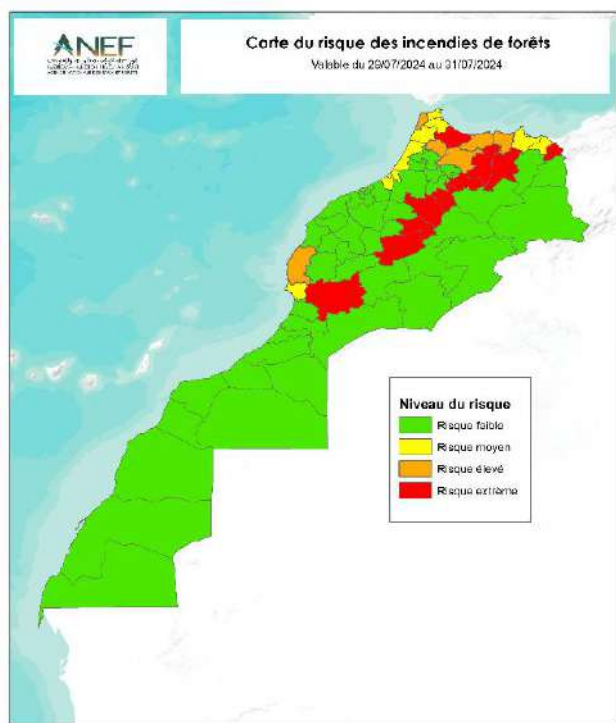 ANEF
Carte du risque des incendies de forêts
Valable du 29/07/2024 au 31/07/2024
Niveau du risque
Risque faible
Risque moyen
Risque élevé
Risque extrême